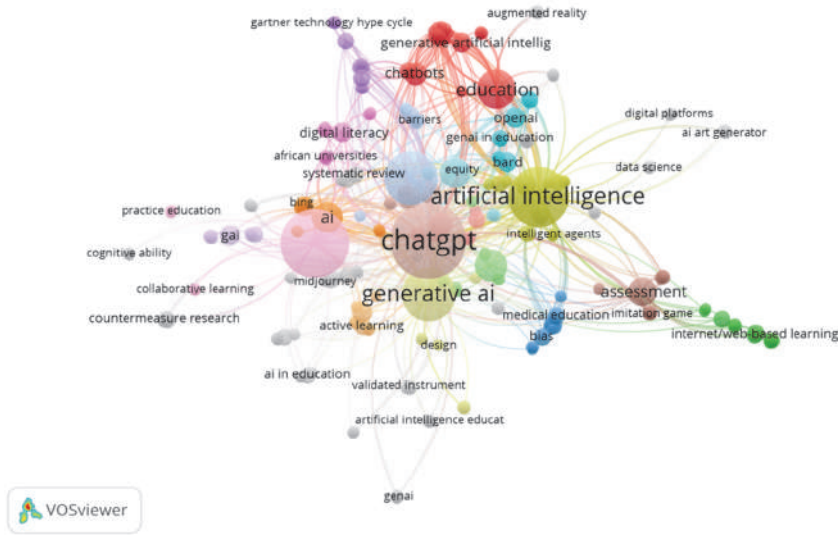 augmented reality
gartner technology hype cycle
generative artificial intellig
chatbots
education
digital platforms
barriers
openai
digital literacy
genai in education
ai art generator
african universities
bard
systematic review
equity
data science
artificial intelligence
bing
practice education
ai
gai
chatgpt
intelligent agents
cognitive ability
midjourney
collaborative learning
generative ai
assessment
countermeasure research
medical education
imitation game
active learning
bias
internet/web-based learning
design
ai in education
validated instrument
artificial intelligence educat
genai
VOSviewer